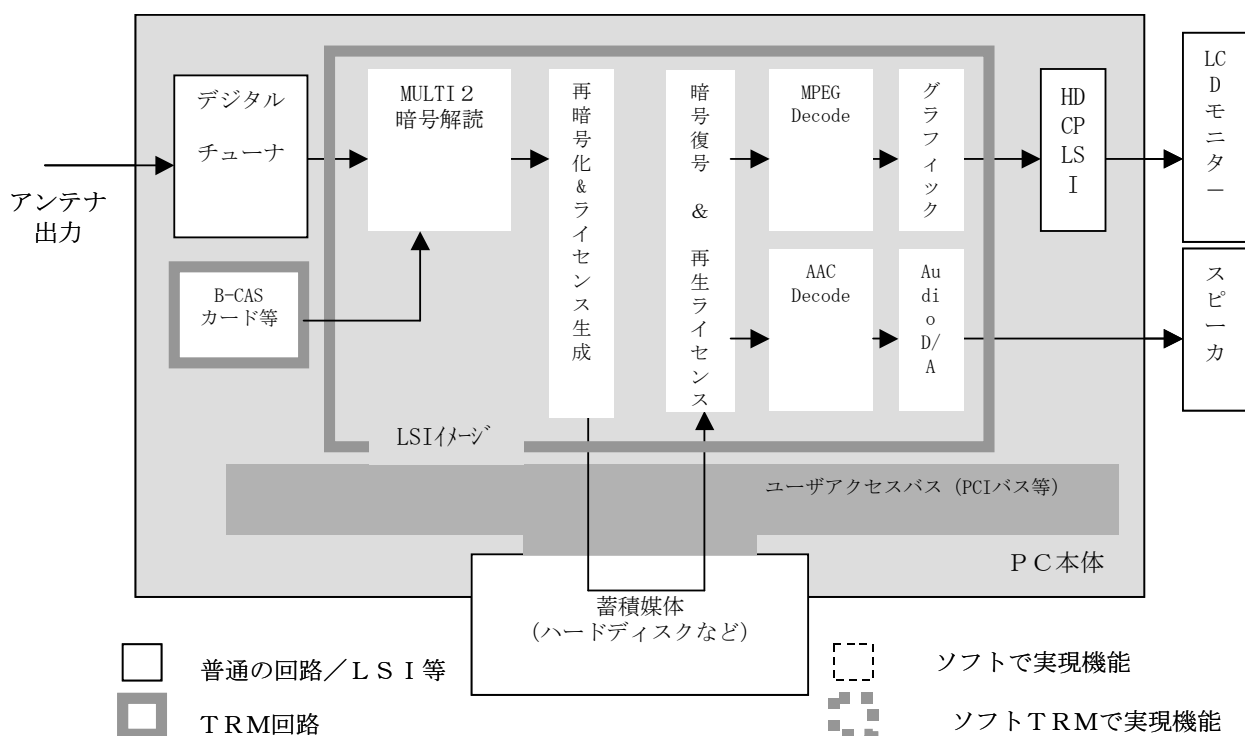 デジタル
チューナ
アンテナ
出力
B-CAS
カード等
MULTI２
暗号解読
再暗号化&ライセンス生成
暗号復号 & 再生ライセンス
MPEG
Decode
AAC
Decode
グラフィック
Au
di
o
D/
A
HD
CP
LS
I
LC
Dモニター
スピーカ
LSIｲﾒｰｼﾞ
ユーザアクセスバス（PCIバス等）
ＰＣ本体
蓄積媒体
（ハードディスクなど）
普通の回路／ＬＳＩ等
ＴＲＭ回路
ソフトで実現機能
ソフトＴＲＭで実現機能